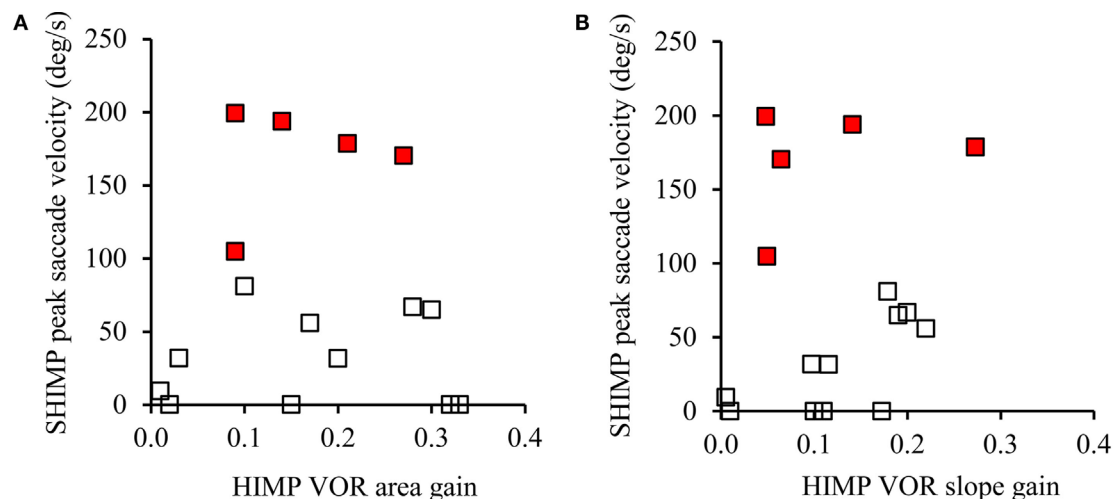 A
SHIMP peak saccade velocity (deg/s)
250
200
150
100
50
0
0.0 0.1 0.2 0.3 0.4
HIMP VOR area gain
B
SHIMP peak saccade velocity (deg/s)
250
200
150
100
50
0
0.0 0.1 0.2 0.3 0.4
HIMP VOR slope gain